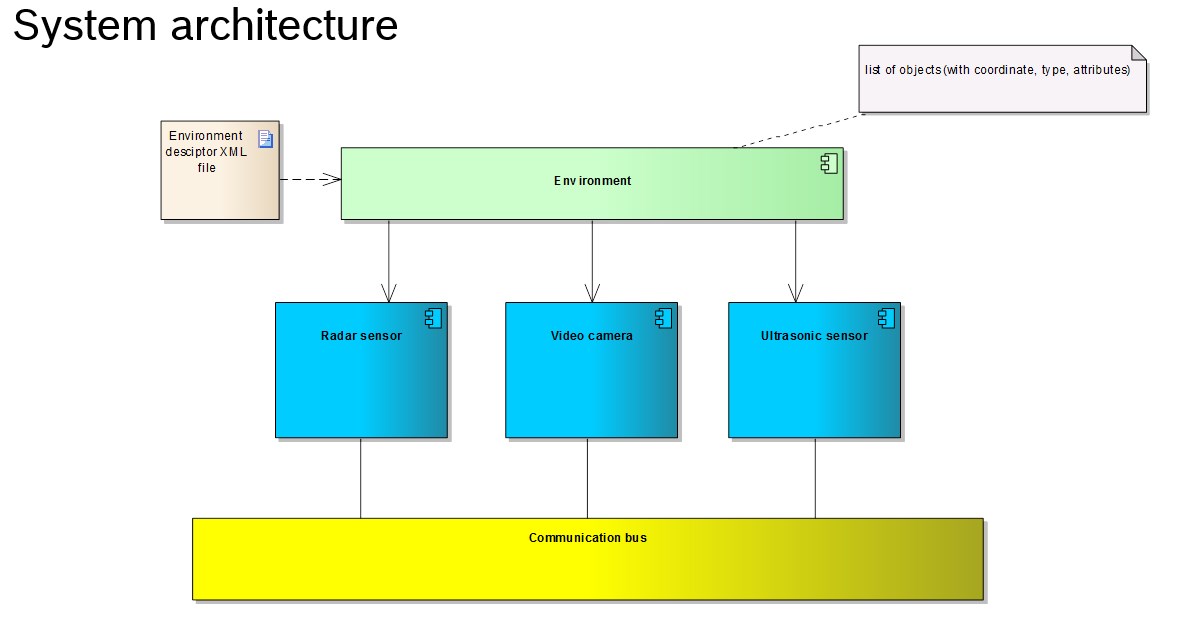 System architecture
list of objects (with coordinate, type, attributes)
Environment
desciptor XML
file
Environment
Radar sensor
Video camera
Ultrasonic sensor
Communication bus